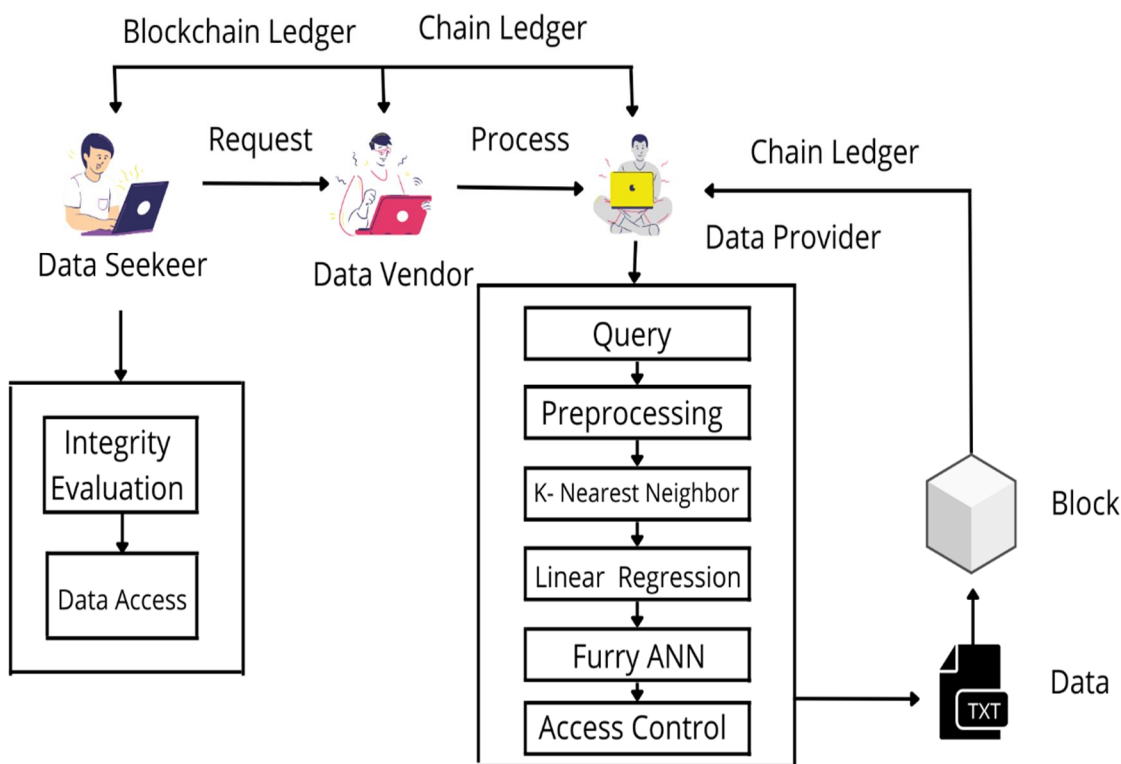 Blockchain Ledger
Chain Ledger
Request
Process
Chain Ledger
Data Seekeer
Data Vendor
Data Provider
Query
Preprocessing
K- Nearest Neighbor
Linear Regression
Furry ANN
Access Control
Integrity
Evaluation
Data Access
Block
Data
TXT